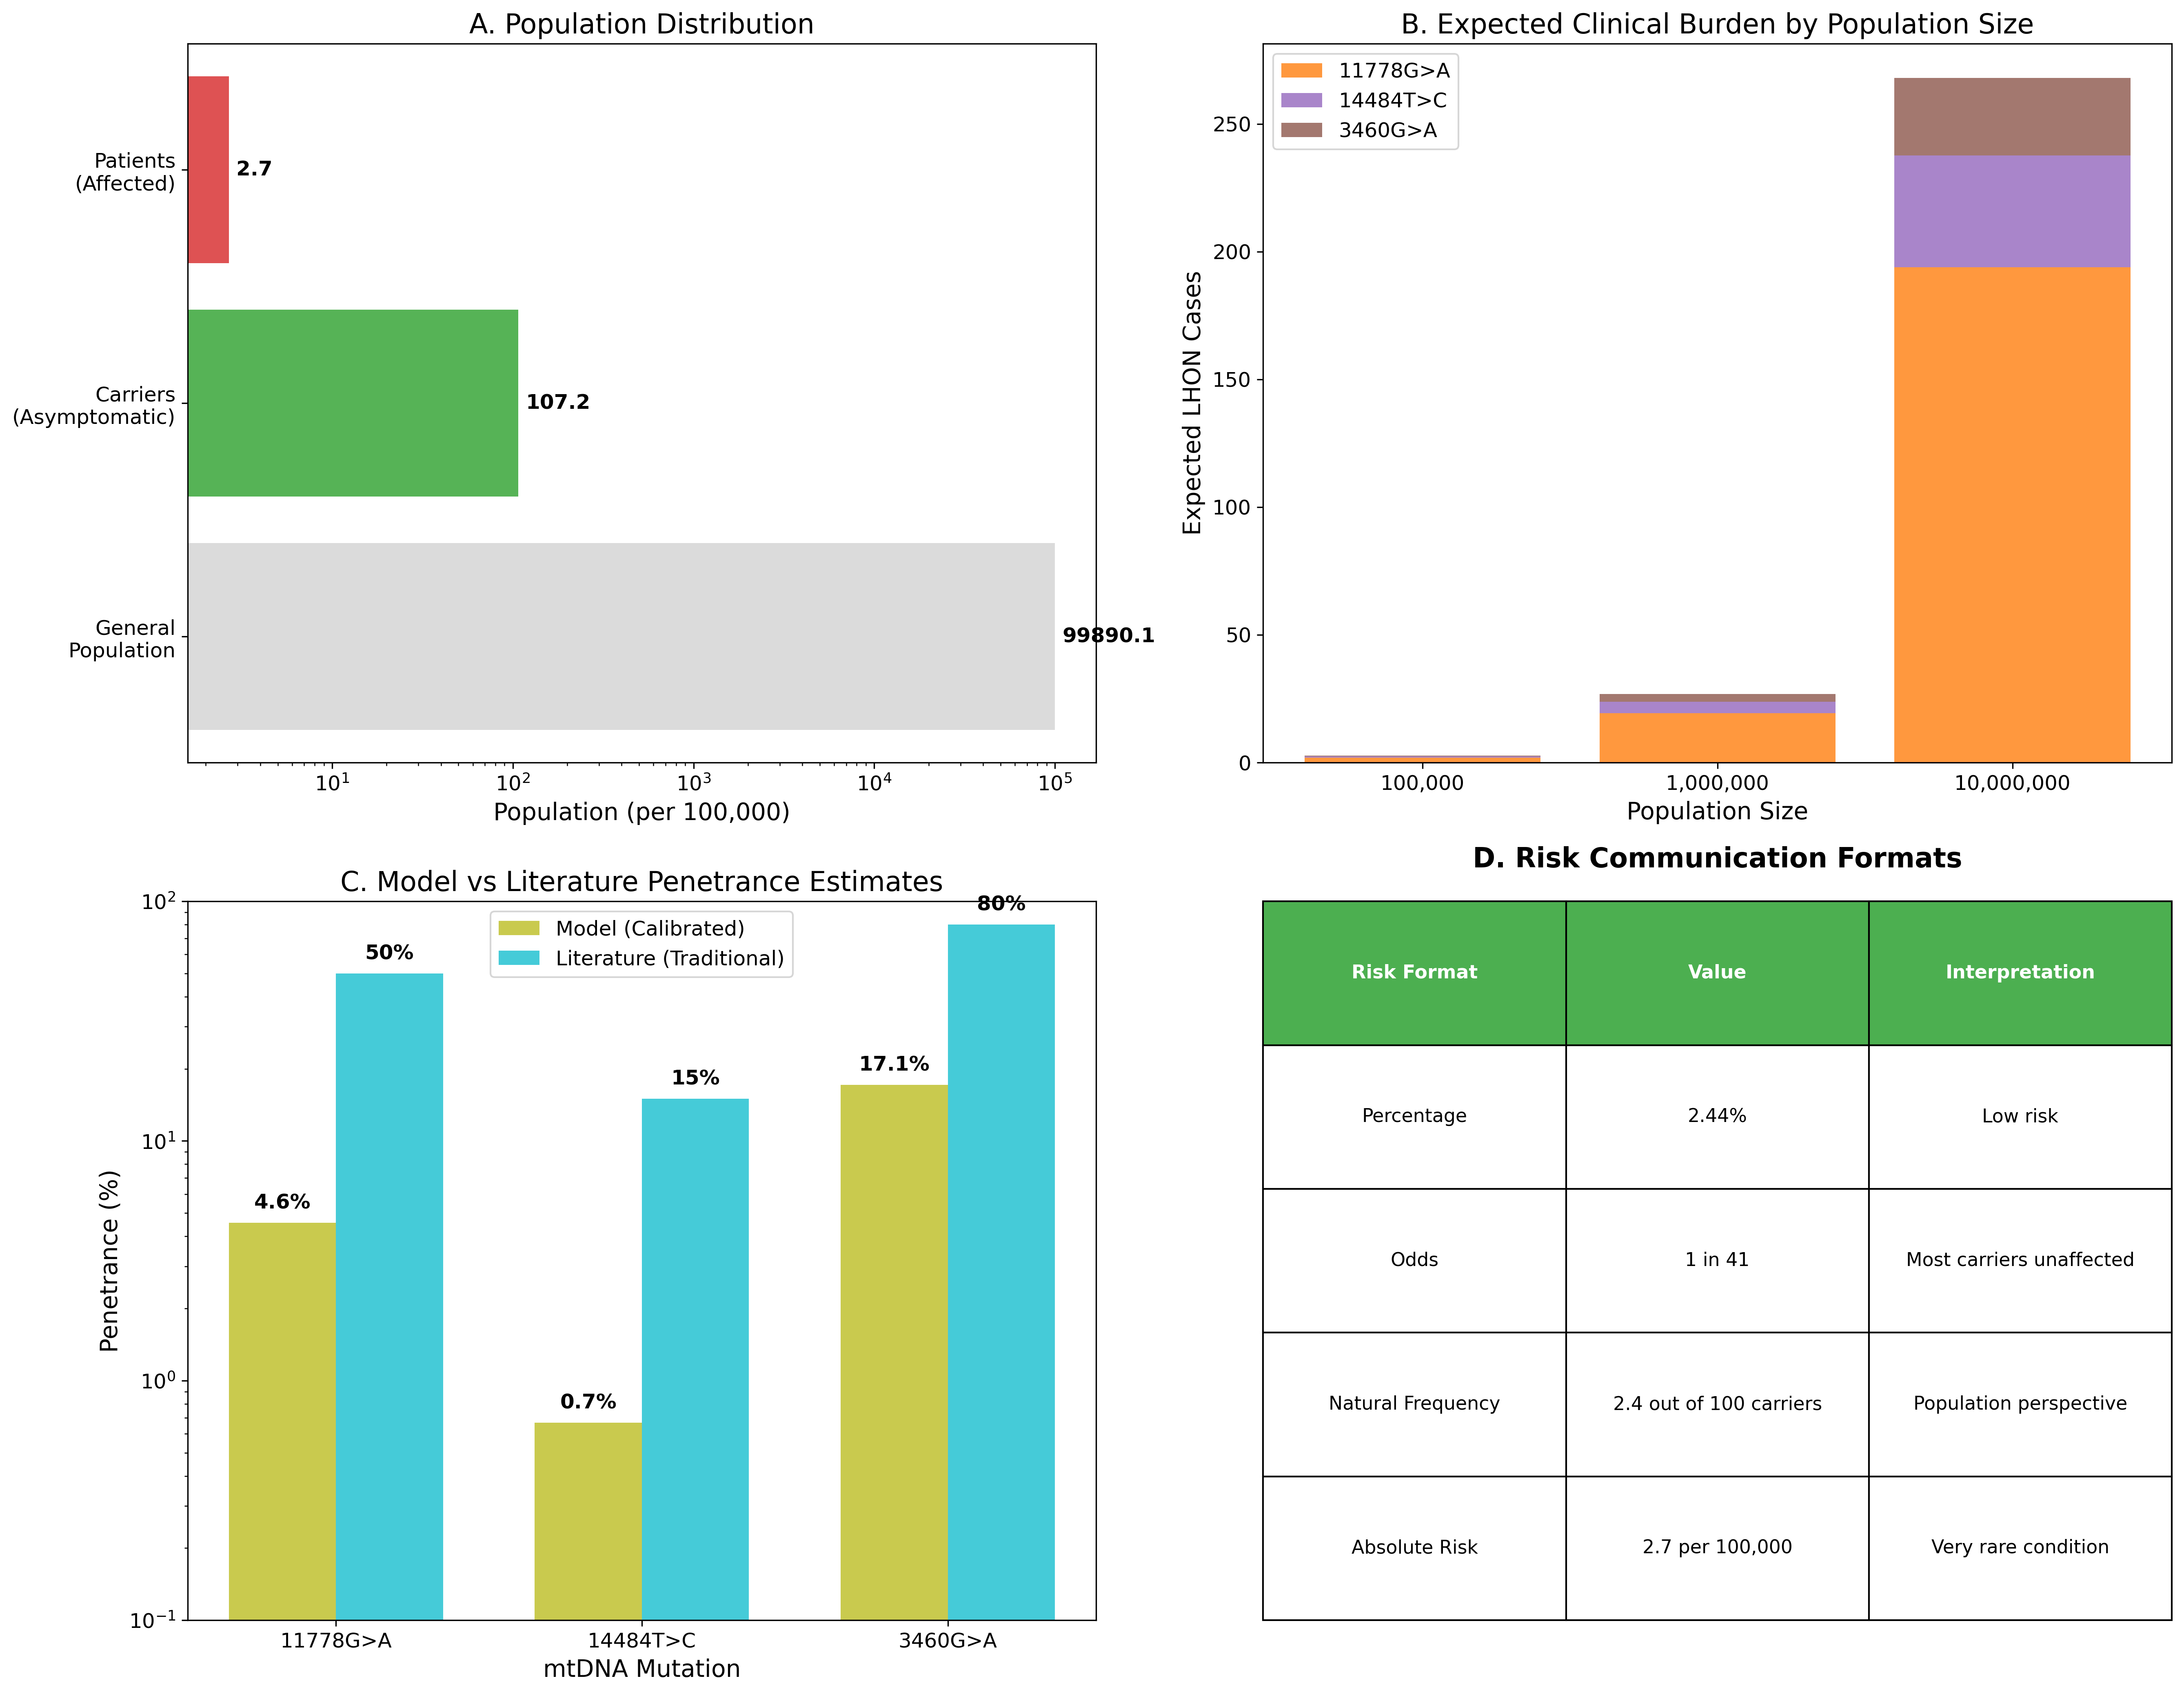 A. Population Distribution
Patients
(Affected)
2.7
Carriers
(Asymptomatic)
107.2
General
Population
99890.1
10¹ 10² 10³ 10⁴ 10⁵
Population (per 100,000)
B. Expected Clinical Burden by Population Size
11778G>A
14484T>C
3460G>A
Expected LHON Cases
250
200
150
100
50
0
100,000 1,000,000 10,000,000
Population Size
C. Model vs Literature Penetrance Estimates
Model (Calibrated)
Literature (Traditional)
Penetrance (%)
10²
10¹
10⁰
10⁻¹
4.6%
50%
0.7%
15%
17.1%
80%
11778G>A 14484T>C 3460G>A
mtDNA Mutation
D. Risk Communication Formats
Risk Format Value Interpretation
Percentage 2.44% Low risk
Odds 1 in 41 Most carriers unaffected
Natural Frequency 2.4 out of 100 carriers Population perspective
Absolute Risk 2.7 per 100,000 Very rare condition